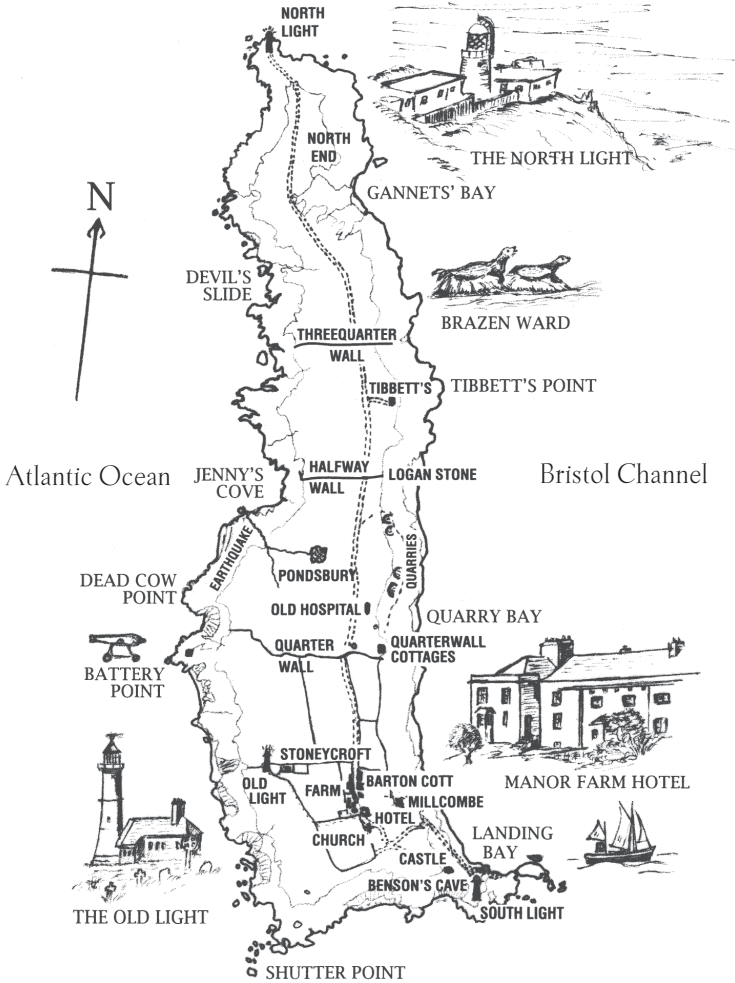 NORTH
LIGHT
THE NORTH LIGHT
NORTH
END
GANNETS' BAY
N
DEVIL'S
SLIDE
BRAZEN WARD
THREEQUARTER
WALL
TIBBETT'S
TIBBETT'S POINT
Atlantic Ocean
JENNY'S
COVE
HALFWAY
WALL
LOGAN STONE
Bristol Channel
EARTHQUAKE
QUARRIES
PONDSBURY
DEAD COW
POINT
OLD HOSPITAL
QUARRY BAY
QUARTER
WALL
QUARTERWALL
COTTAGES
BATTERY
POINT
STONEYCROFT
OLD
LIGHT
FARM
BARTON COTT
MANOR FARM HOTEL
MILLCOMBE
HOTEL
CHURCH
LANDING
BAY
CASTLE
BENSON'S CAVE
SOUTH LIGHT
THE OLD LIGHT
SHUTTER POINT